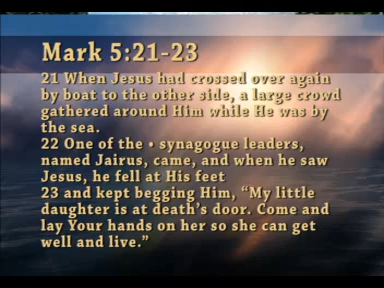 Mark 5:21-23
21 When Jesus had crossed over again
by boat to the other side, a large crowd
gathered around Him while He was by
the sea.
22 One of the • synagogue leaders,
named Jairus, came, and when he saw
Jesus, he fell at His feet
23 and kept begging Him, “My little
daughter is at death’s door. Come and
lay Your hands on her so she can get
well and live.”